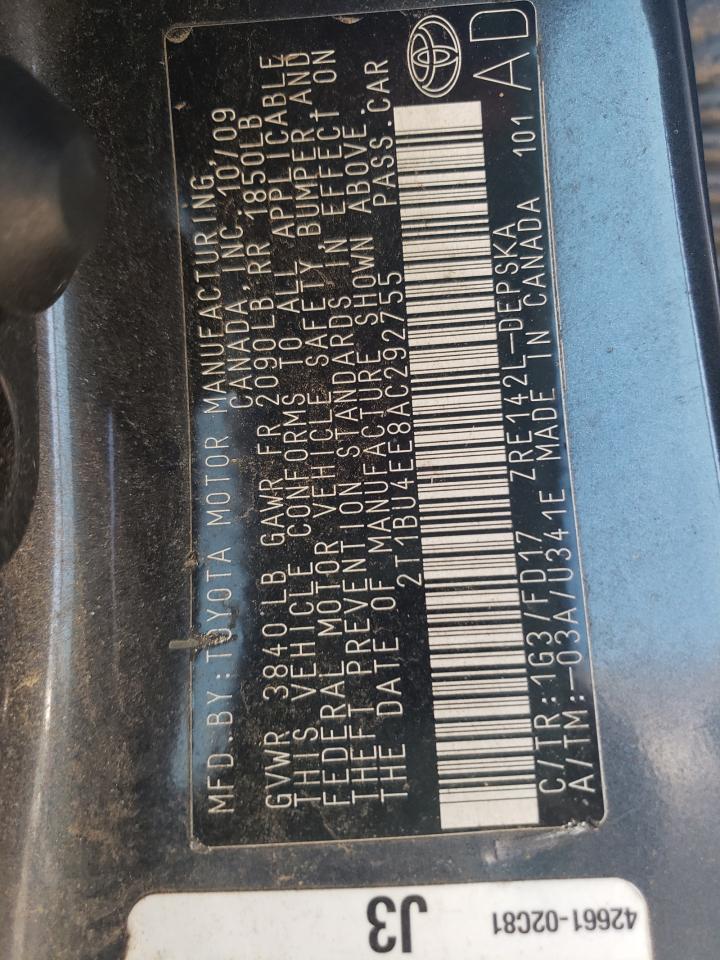 MFD.BY:TOYOTA MOTOR MANUFACTURING,
CANADA,INC. 10/09
GVWR 3840 LB GAWR FR 2090LB,RR 1850LB
THIS VEHICLE CONFORMS TO ALL APPLICABLE
FEDERAL MOTOR VEHICLE SAFETY,BUMPER,AND
THEFT PREVENTION STANDARDS IN EFFECT ON
THE DATE OF MANUFACTURE SHOWN ABOVE.
2T1BU4EE8AC292755 PASS.CAR
C/TR:1G3/FD17 ZRE142L-DEPSKA
A/TM:-03A/U341E MADE IN CANADA 101 AD
J3 42661-02C81